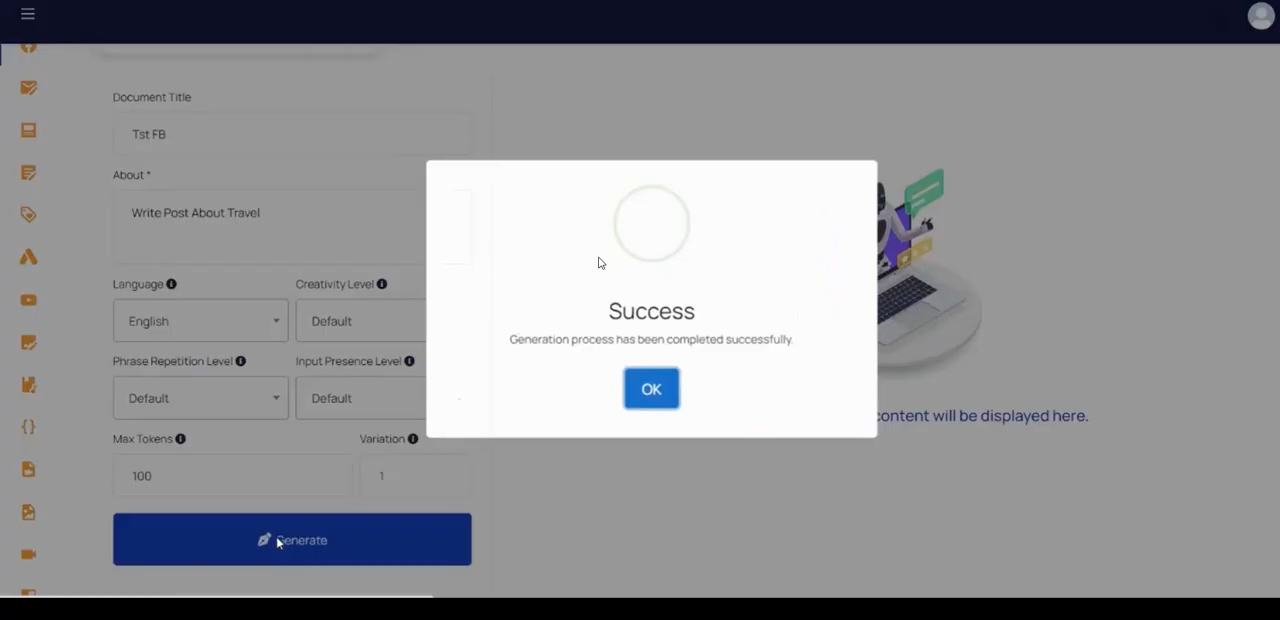 Document Title
Tst FB
About *
Write Post About Travel
Language
Creativity Level
English
Default
Phrase Repetition Level
Input Presence Level
Default
Default
Max Tokens
Variation
100
1
Generate
Success
Generation process has been completed successfully.
OK
content will be displayed here.